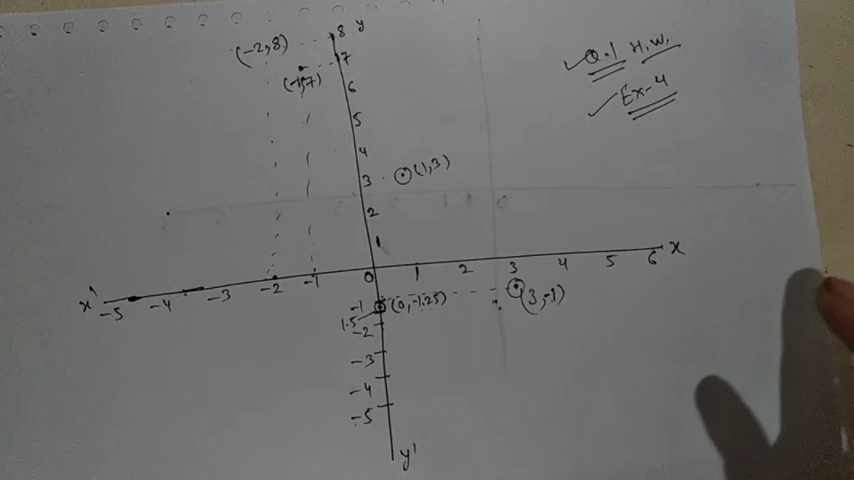 8 y
(-2,8)
7
(-1,7)
6
5
4
3 (1,3)
2
1
x' -5 -4 -3 -2 -1 0 1 2 3 4 5 6 x
-1 (0,-1.25) (3,-1)
1.5
-2
-3
-4
-5
y'
Q.1 H.W.
Ex-4